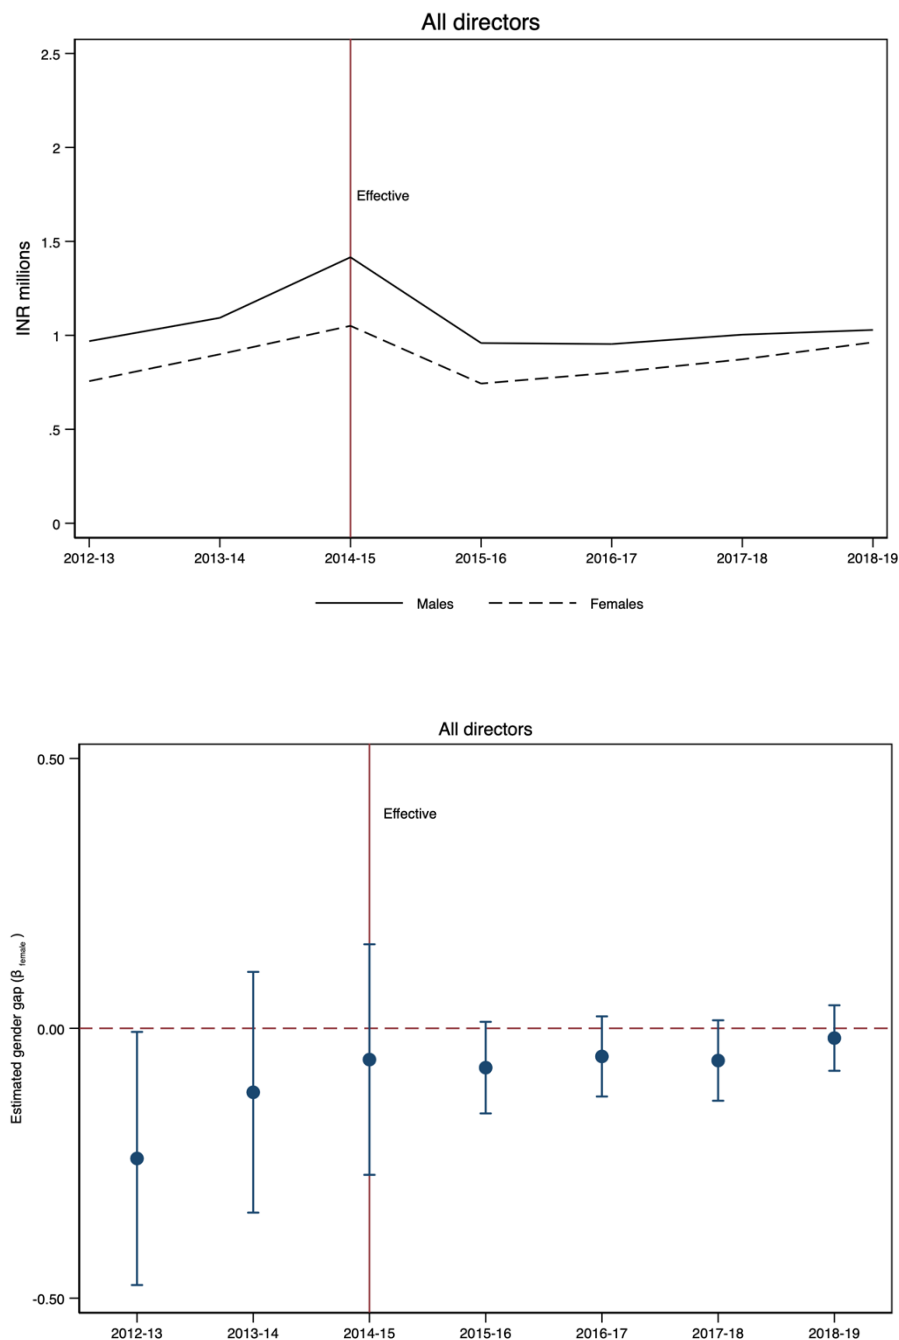 All directors
2.5
2
Effective
1.5
INR millions
1
.5
0
2012-13 2013-14 2014-15 2015-16 2016-17 2017-18 2018-19
Males Females
All directors
0.50
Effective
Estimated gender gap (β female )
0.00
-0.50
2012-13 2013-14 2014-15 2015-16 2016-17 2017-18 2018-19